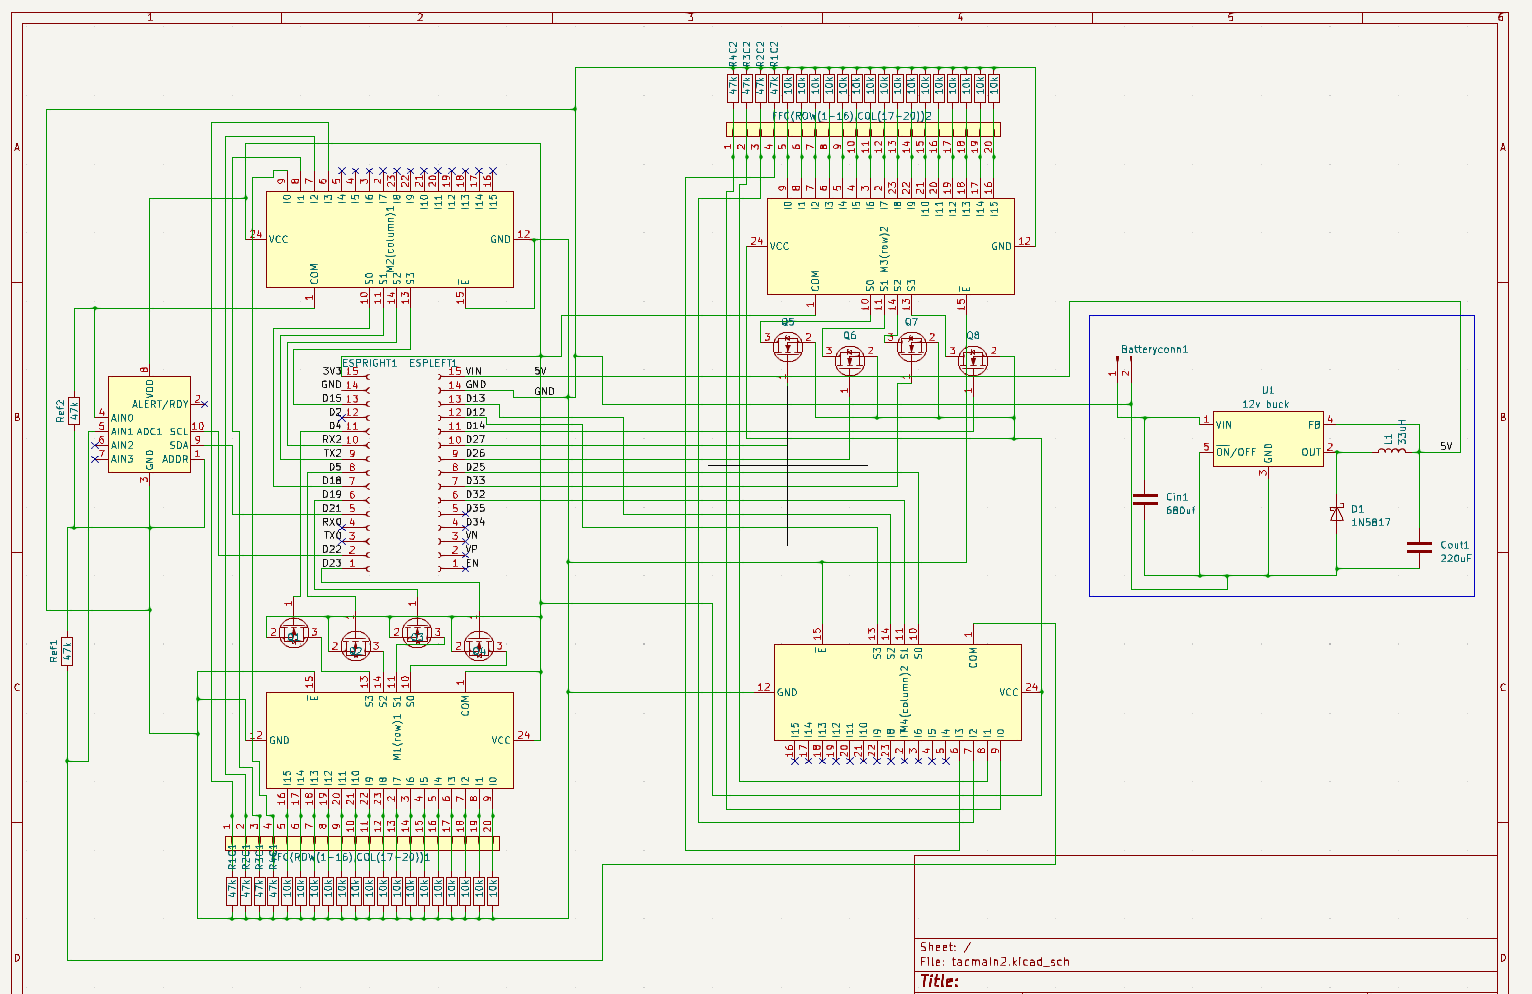 1 2 3 4 5 6
A
B
C
D
A
B
C
D
R4C2 R3C2 R2C2 R1C2
47k 47k 47k 47k 10k 10k 10k 10k 10k 10k 10k 10k 10k 10k 10k 10k 10k 10k 10k 10k
FFC(ROW(1-16),COL(17-20))2
1 2 3 4 5 6 7 8 9 10 11 12 13 14 15 16 17 18 19 20
9 8 7 6 5 4 3 2 23 22 21 20 19 18 17 16
I0 I1 I2 I3 I4 I5 I6 I7 I8 I9 I10 I11 I12 I13 I14 I15
24 VCC
M3(row)2
GND 12
COM S0 S1 S2 S3 E
1 10 11 14 13 15
9 8 7 6 5 4 3 2 23 22 21 20 19 18 17 16
I0 I1 I2 I3 I4 I5 I6 I7 I8 I9 I10 I11 I12 I13 I14 I15
24 VCC
M2(column)1
GND 12
COM S0 S1 S2 S3 E
1 10 11 14 13 15
Q5 Q6 Q7 Q8
3 2 3 2 3 2 3 2
1 1 1 1
ESPRIGHT1 ESPLEFT1
3V3 15 15 VIN 5V
GND 14 14 GND GND
D15 13 13 D13
D2 12 12 D12
D4 11 11 D14
RX2 10 10 D27
TX2 9 9 D26
D5 8 8 D25
D18 7 7 D33
D19 6 6 D32
D21 5 5 D35
RX0 4 4 D34
TX0 3 3 VN
D22 2 2 VP
D23 1 1 EN
Ref2 47k
8 VDD
ALERT/RDY 2
4 AIN0
5 AIN1 ADC1 SCL 10
6 AIN2 SDA 9
7 AIN3 ADDR 1
GND 3
Ref1 47k
Batteryconn1
1 2
U1
12v buck
1 VIN FB 4
5 ON/OFF OUT 2
GND 3
L1 33uH
5V
Cin1
680uf
D1
1N5817
Cout1
220uF
1 1 1 1
2 Q1 3 2 Q2 3 2 Q3 3 2 Q4 3
15 13 14 11 10 1
E S3 S2 S1 S0 COM
12 GND
M1(row)1
VCC 24
I15 I14 I13 I12 I11 I10 I9 I8 I7 I6 I5 I4 I3 I2 I1 I0
16 17 18 19 20 21 22 23 2 3 4 5 6 7 8 9
1 2 3 4 5 6 7 8 9 10 11 12 13 14 15 16 17 18 19 20
R1C1 R2C1 R3C1 R4C1
FFC(ROW(1-16),COL(17-20))1
47k 47k 47k 47k 10k 10k 10k 10k 10k 10k 10k 10k 10k 10k 10k 10k 10k 10k 10k 10k
15 13 14 11 10 1
E S3 S2 S1 S0 COM
12 GND
M4(column)2
VCC 24
I15 I14 I13 I12 I11 I10 I9 I8 I7 I6 I5 I4 I3 I2 I1 I0
16 17 18 19 20 21 22 23 2 3 4 5 6 7 8 9
Sheet: /
File: tacmain2.kicad_sch
Title: